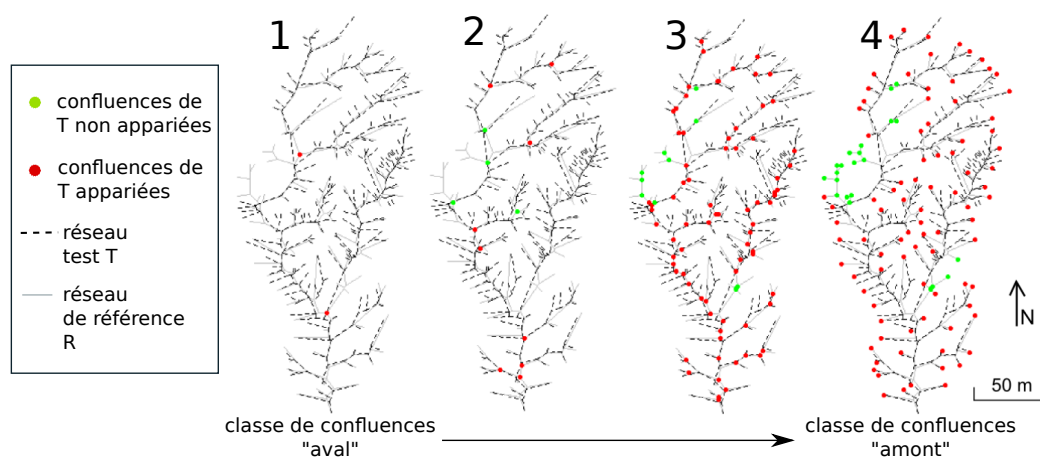 1
2
3
4
confluences de
T non appariées
confluences de
T appariées
réseau
test T
réseau
de référence
R
N
50 m
classe de confluences
"aval"
classe de confluences
"amont"